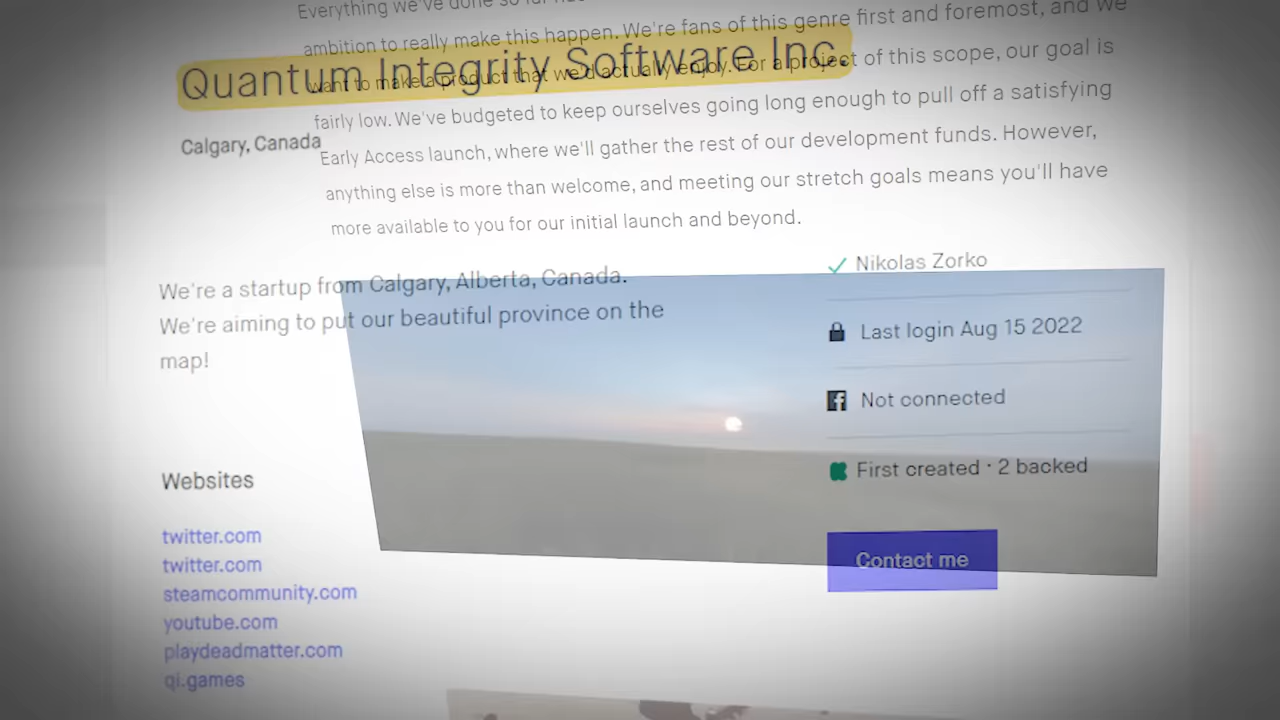 Everything we've done so far
ambition to really make this happen. We're fans of this genre first and foremost, and we
Quantum Integrity Software Inc.
want to make a product that we'd actually enjoy. For a project of this scope, our goal is
fairly low. We've budgeted to keep ourselves going long enough to pull off a satisfying
Calgary, Canada
Early Access launch, where we'll gather the rest of our development funds. However,
anything else is more than welcome, and meeting our stretch goals means you'll have
more available to you for our initial launch and beyond.
We're a startup from Calgary, Alberta, Canada.
We're aiming to put our beautiful province on the
map!
Nikolas Zorko
Last login Aug 15 2022
Not connected
First created · 2 backed
Contact me
Websites
twitter.com
twitter.com
steamcommunity.com
youtube.com
playdeadmatter.com
qi.games